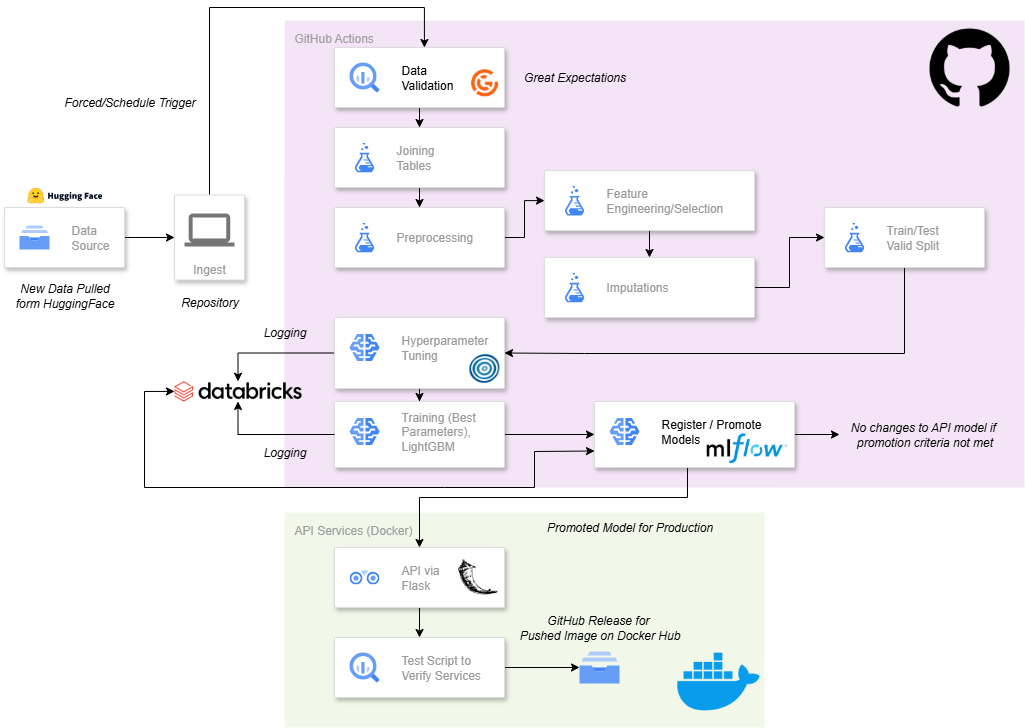 GitHub Actions
Data
Validation
Great Expectations
Forced/Schedule Trigger
Joining
Tables
Hugging Face
Data
Source
New Data Pulled
form HuggingFace
Ingest
Repository
Preprocessing
Feature
Engineering/Selection
Imputations
Train/Test
Valid Split
Logging
Hyperparameter
Tuning
databricks
Training (Best
Parameters),
LightGBM
Logging
Register / Promote
Models
mlflow
No changes to API model if
promotion criteria not met
API Services (Docker)
Promoted Model for Production
API via
Flask
GitHub Release for
Pushed Image on Docker Hub
Test Script to
Verify Services